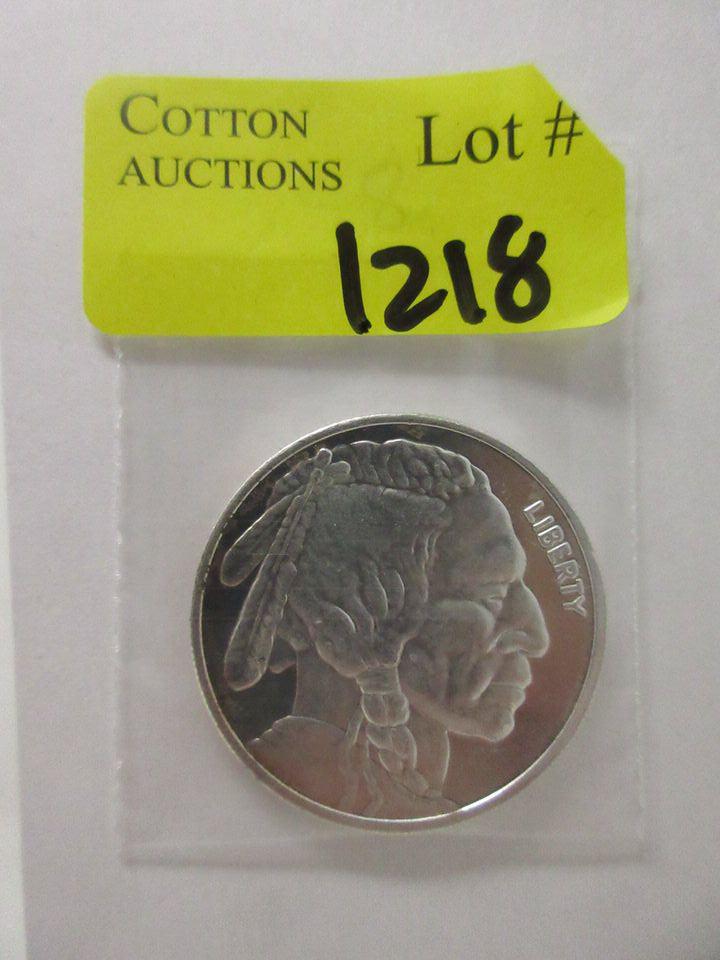 COTTON
AUCTIONS
Lot #
1218
LIBERTY